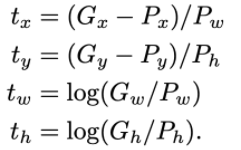 t_x = (G_x − P_x)/P_w
t_y = (G_y − P_y)/P_h
t_w = log(G_w/P_w)
t_h = log(G_h/P_h).